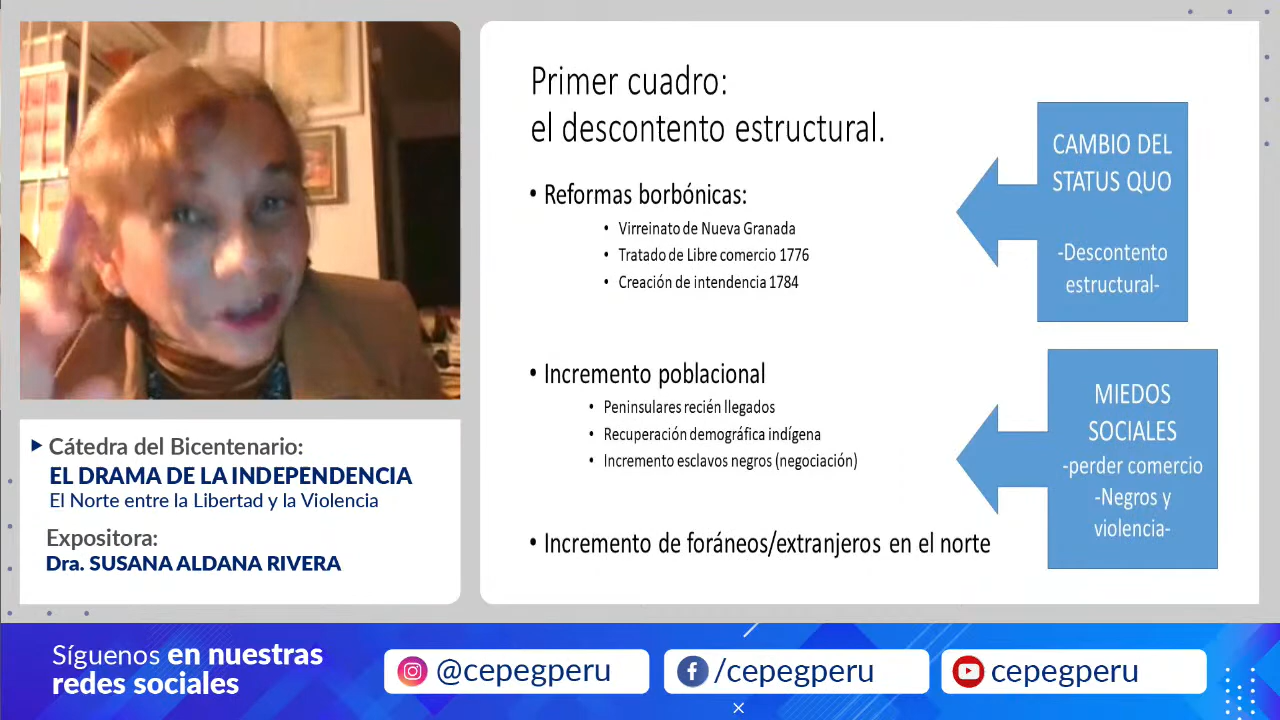 Primer cuadro:
el descontento estructural.
• Reformas borbónicas:
• Virreinato de Nueva Granada
• Tratado de Libre comercio 1776
• Creación de intendencia 1784
CAMBIO DEL
STATUS QUO
-Descontento
estructural-
• Incremento poblacional
• Peninsulares recién llegados
• Recuperación demográfica indígena
• Incremento esclavos negros (negociación)
MIEDOS
SOCIALES
-perder comercio
-Negros y
violencia-
• Incremento de foráneos/extranjeros en el norte
Cátedra del Bicentenario:
EL DRAMA DE LA INDEPENDENCIA
El Norte entre la Libertad y la Violencia
Expositora:
Dra. SUSANA ALDANA RIVERA
Síguenos en nuestras
redes sociales
@cepegperu
/cepegperu
cepegperu